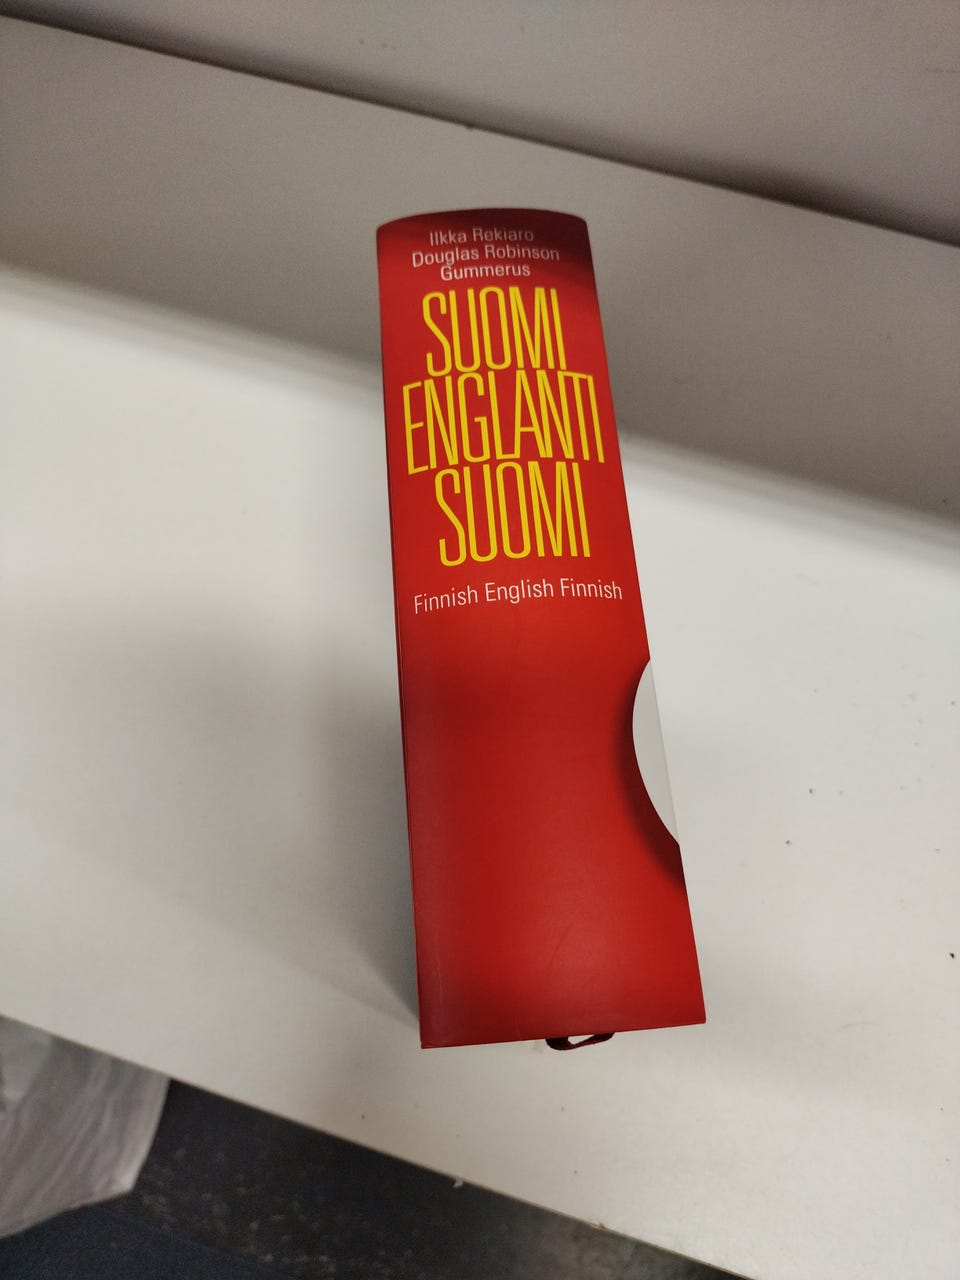 Ilkka Rekiaro
Douglas Robinson
Gummerus
SUOMI
ENGLANTI
SUOMI
Finnish English Finnish